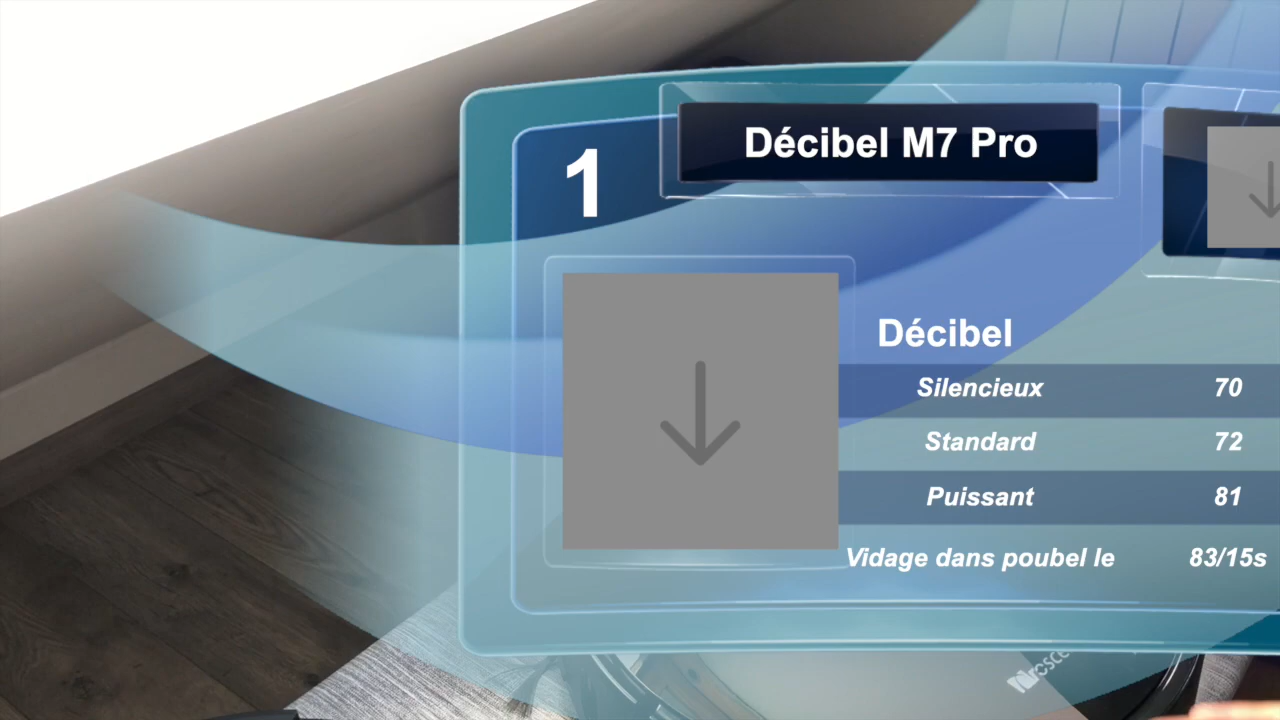 1
Décibel M7 Pro
Décibel
Silencieux 70
Standard 72
Puissant 81
Vidage dans poubel le 83/15s